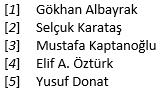 [1] Gökhan Albayrak
[2] Selçuk Karataş
[3] Mustafa Kaptanoğlu
[4] Elif A. Öztürk
[5] Yusuf Donat